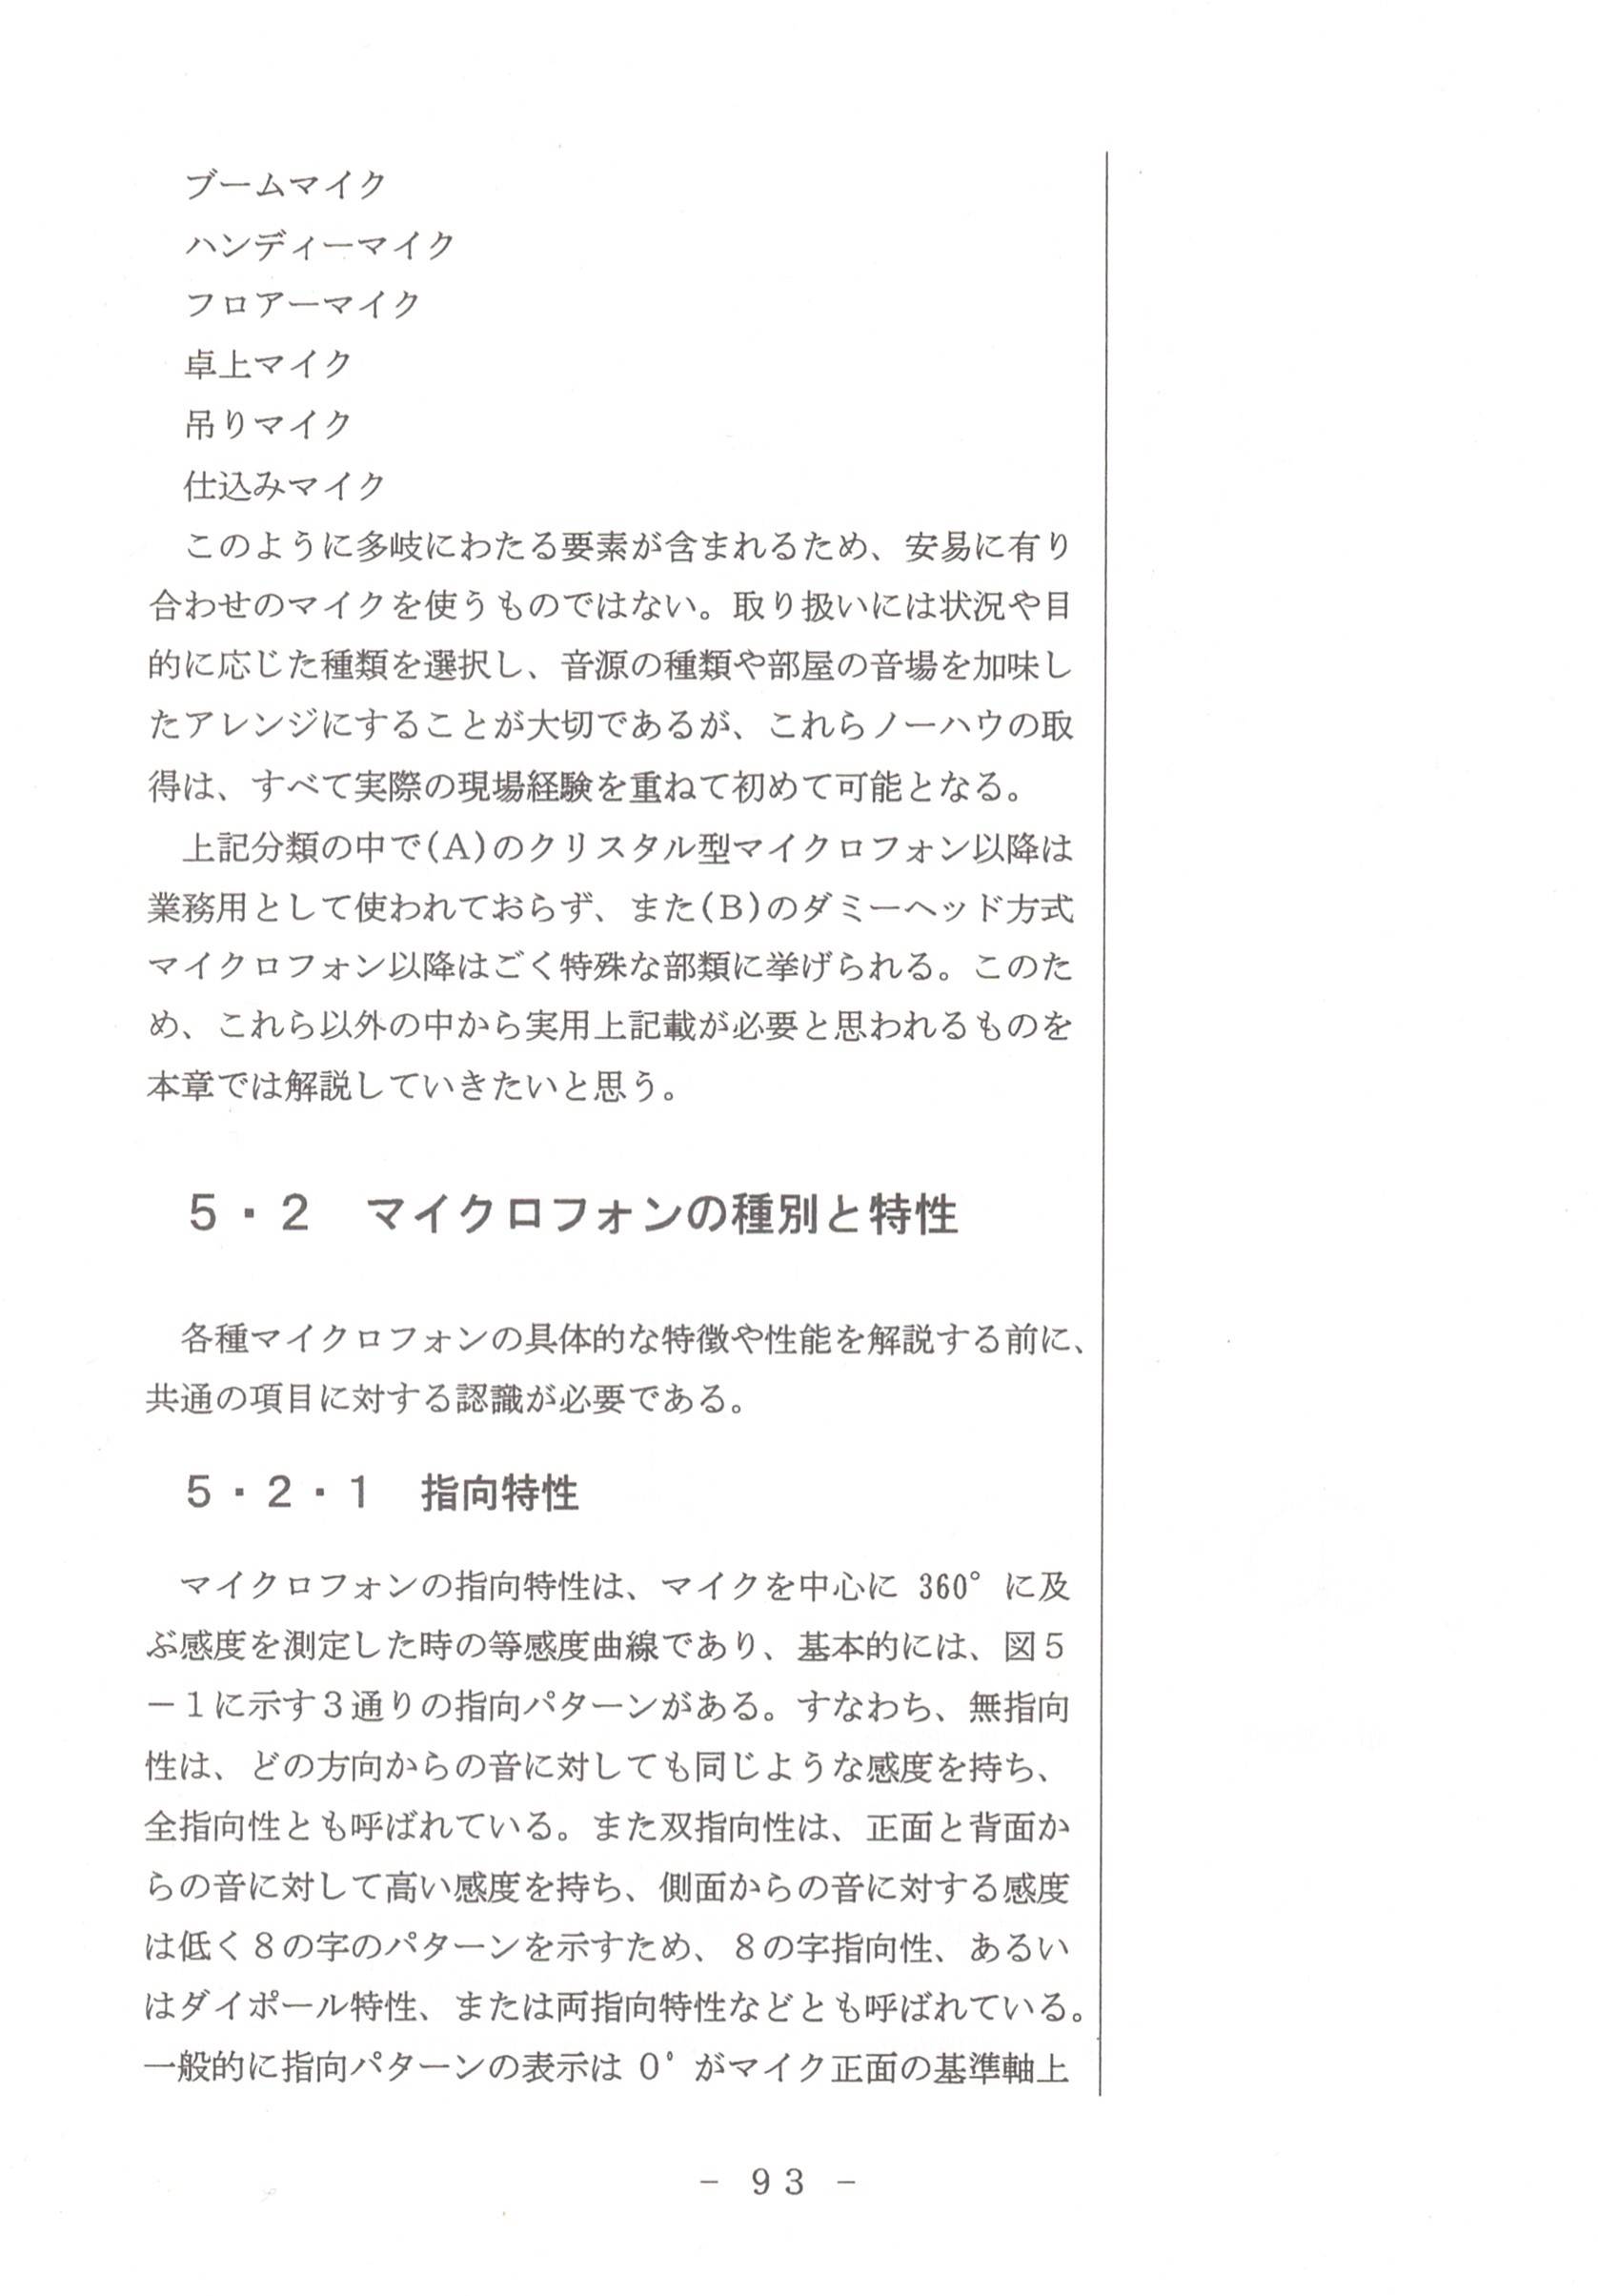 ブームマイク
ハンディーマイク
フロアーマイク
卓上マイク
吊りマイク
仕込みマイク
このように多岐にわたる要素が含まれるため、安易に有り
合わせのマイクを使うものではない。取り扱いには状況や目
的に応じた種類を選択し、音源の種類や部屋の音場を加味し
たアレンジにすることが大切であるが、これらノーハウの取
得は、すべて実際の現場経験を重ねて初めて可能となる。
上記分類の中で(A)のクリスタル型マイクロフォン以降は
業務用として使われておらず、また(B)のダミーヘッド方式
マイクロフォン以降はごく特殊な部類に挙げられる。このた
め、これら以外の中から実用上記載が必要と思われるものを
本章では解説していきたいと思う。
5・2 マイクロフォンの種別と特性
各種マイクロフォンの具体的な特徴や性能を解説する前に、
共通の項目に対する認識が必要である。
5・2・1 指向特性
マイクロフォンの指向特性は、マイクを中心に 360° に及
ぶ感度を測定した時の等感度曲線であり、基本的には、図5
－1に示す3通りの指向パターンがある。すなわち、無指向
性は、どの方向からの音に対しても同じような感度を持ち、
全指向性とも呼ばれている。また双指向性は、正面と背面か
らの音に対して高い感度を持ち、側面からの音に対する感度
は低く8の字のパターンを示すため、8の字指向性、あるい
はダイポール特性、または両指向特性などとも呼ばれている。
一般的に指向パターンの表示は 0° がマイク正面の基準軸上
- 93 -